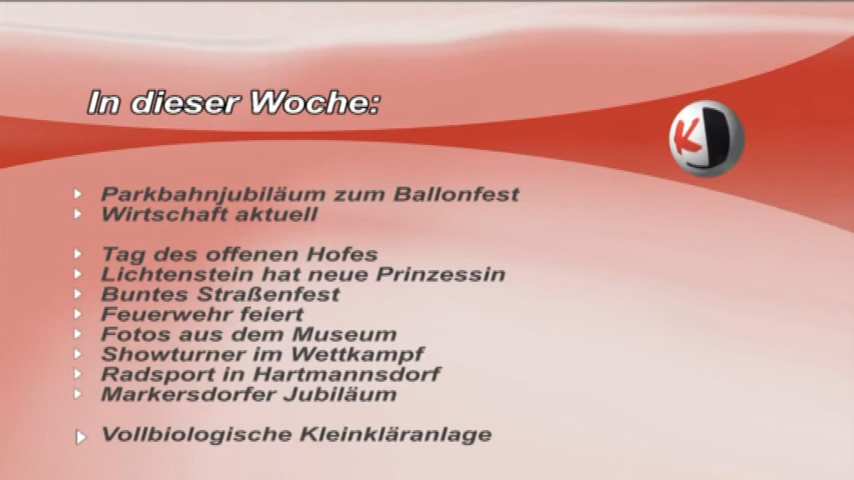 In dieser Woche:
KD
Parkbahnjubiläum zum Ballonfest
Wirtschaft aktuell
Tag des offenen Hofes
Lichtenstein hat neue Prinzessin
Buntes Straßenfest
Feuerwehr feiert
Fotos aus dem Museum
Showturner im Wettkampf
Radsport in Hartmannsdorf
Markersdorfer Jubiläum
Vollbiologische Kleinkläranlage